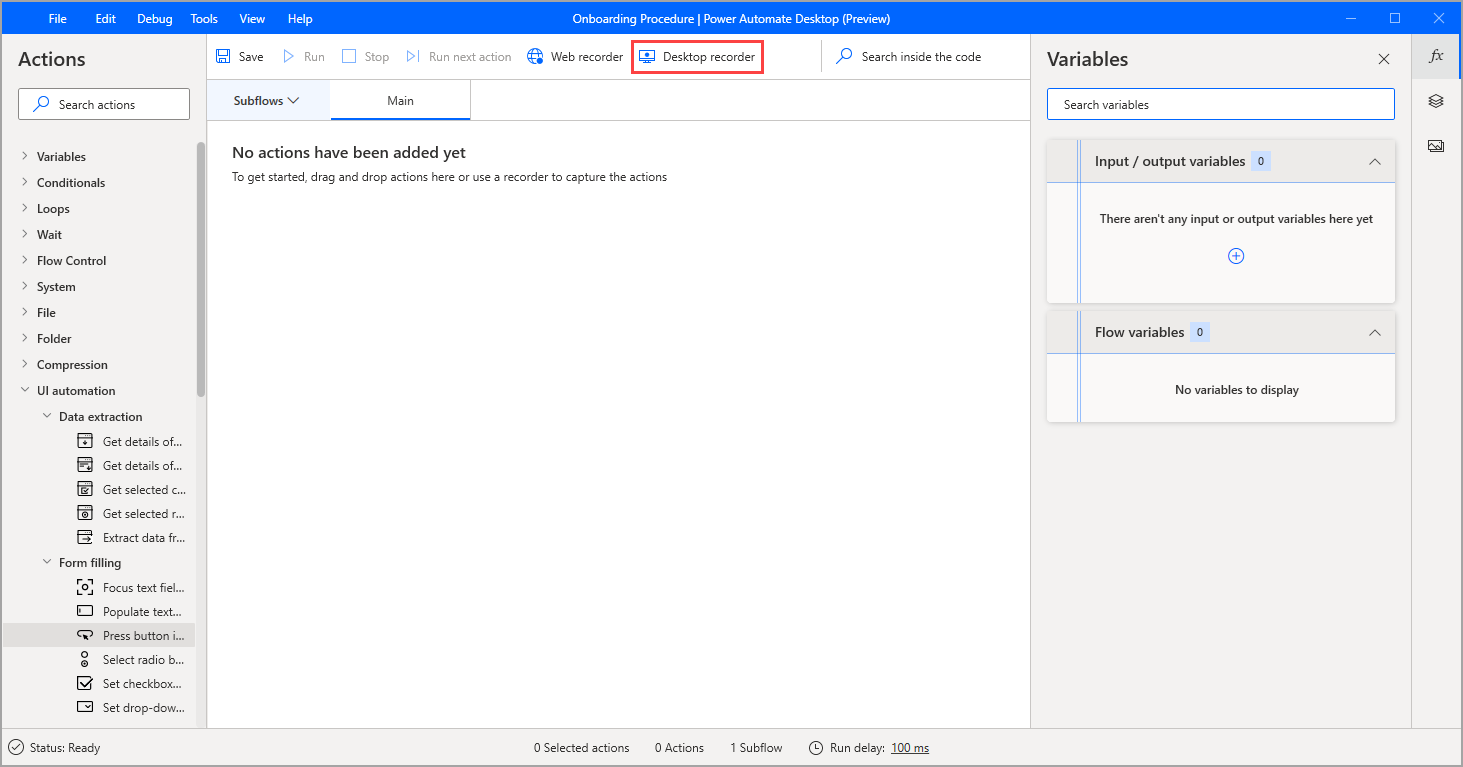 File Edit Debug Tools View Help
Onboarding Procedure | Power Automate Desktop (Preview)
Actions
Search actions
Variables
Conditionals
Loops
Wait
Flow Control
System
File
Folder
Compression
UI automation
Data extraction
Get details of...
Get details of...
Get selected c...
Get selected r...
Extract data fr...
Form filling
Focus text fiel...
Populate text...
Press button i...
Select radio b...
Set checkbox...
Set drop-dow...
Save Run Stop Run next action Web recorder Desktop recorder Search inside the code
Subflows Main
No actions have been added yet
To get started, drag and drop actions here or use a recorder to capture the actions
Variables
Search variables
Input / output variables 0
There aren't any input or output variables here yet
Flow variables 0
No variables to display
fx
Status: Ready 0 Selected actions 0 Actions 1 Subflow Run delay: 100 ms